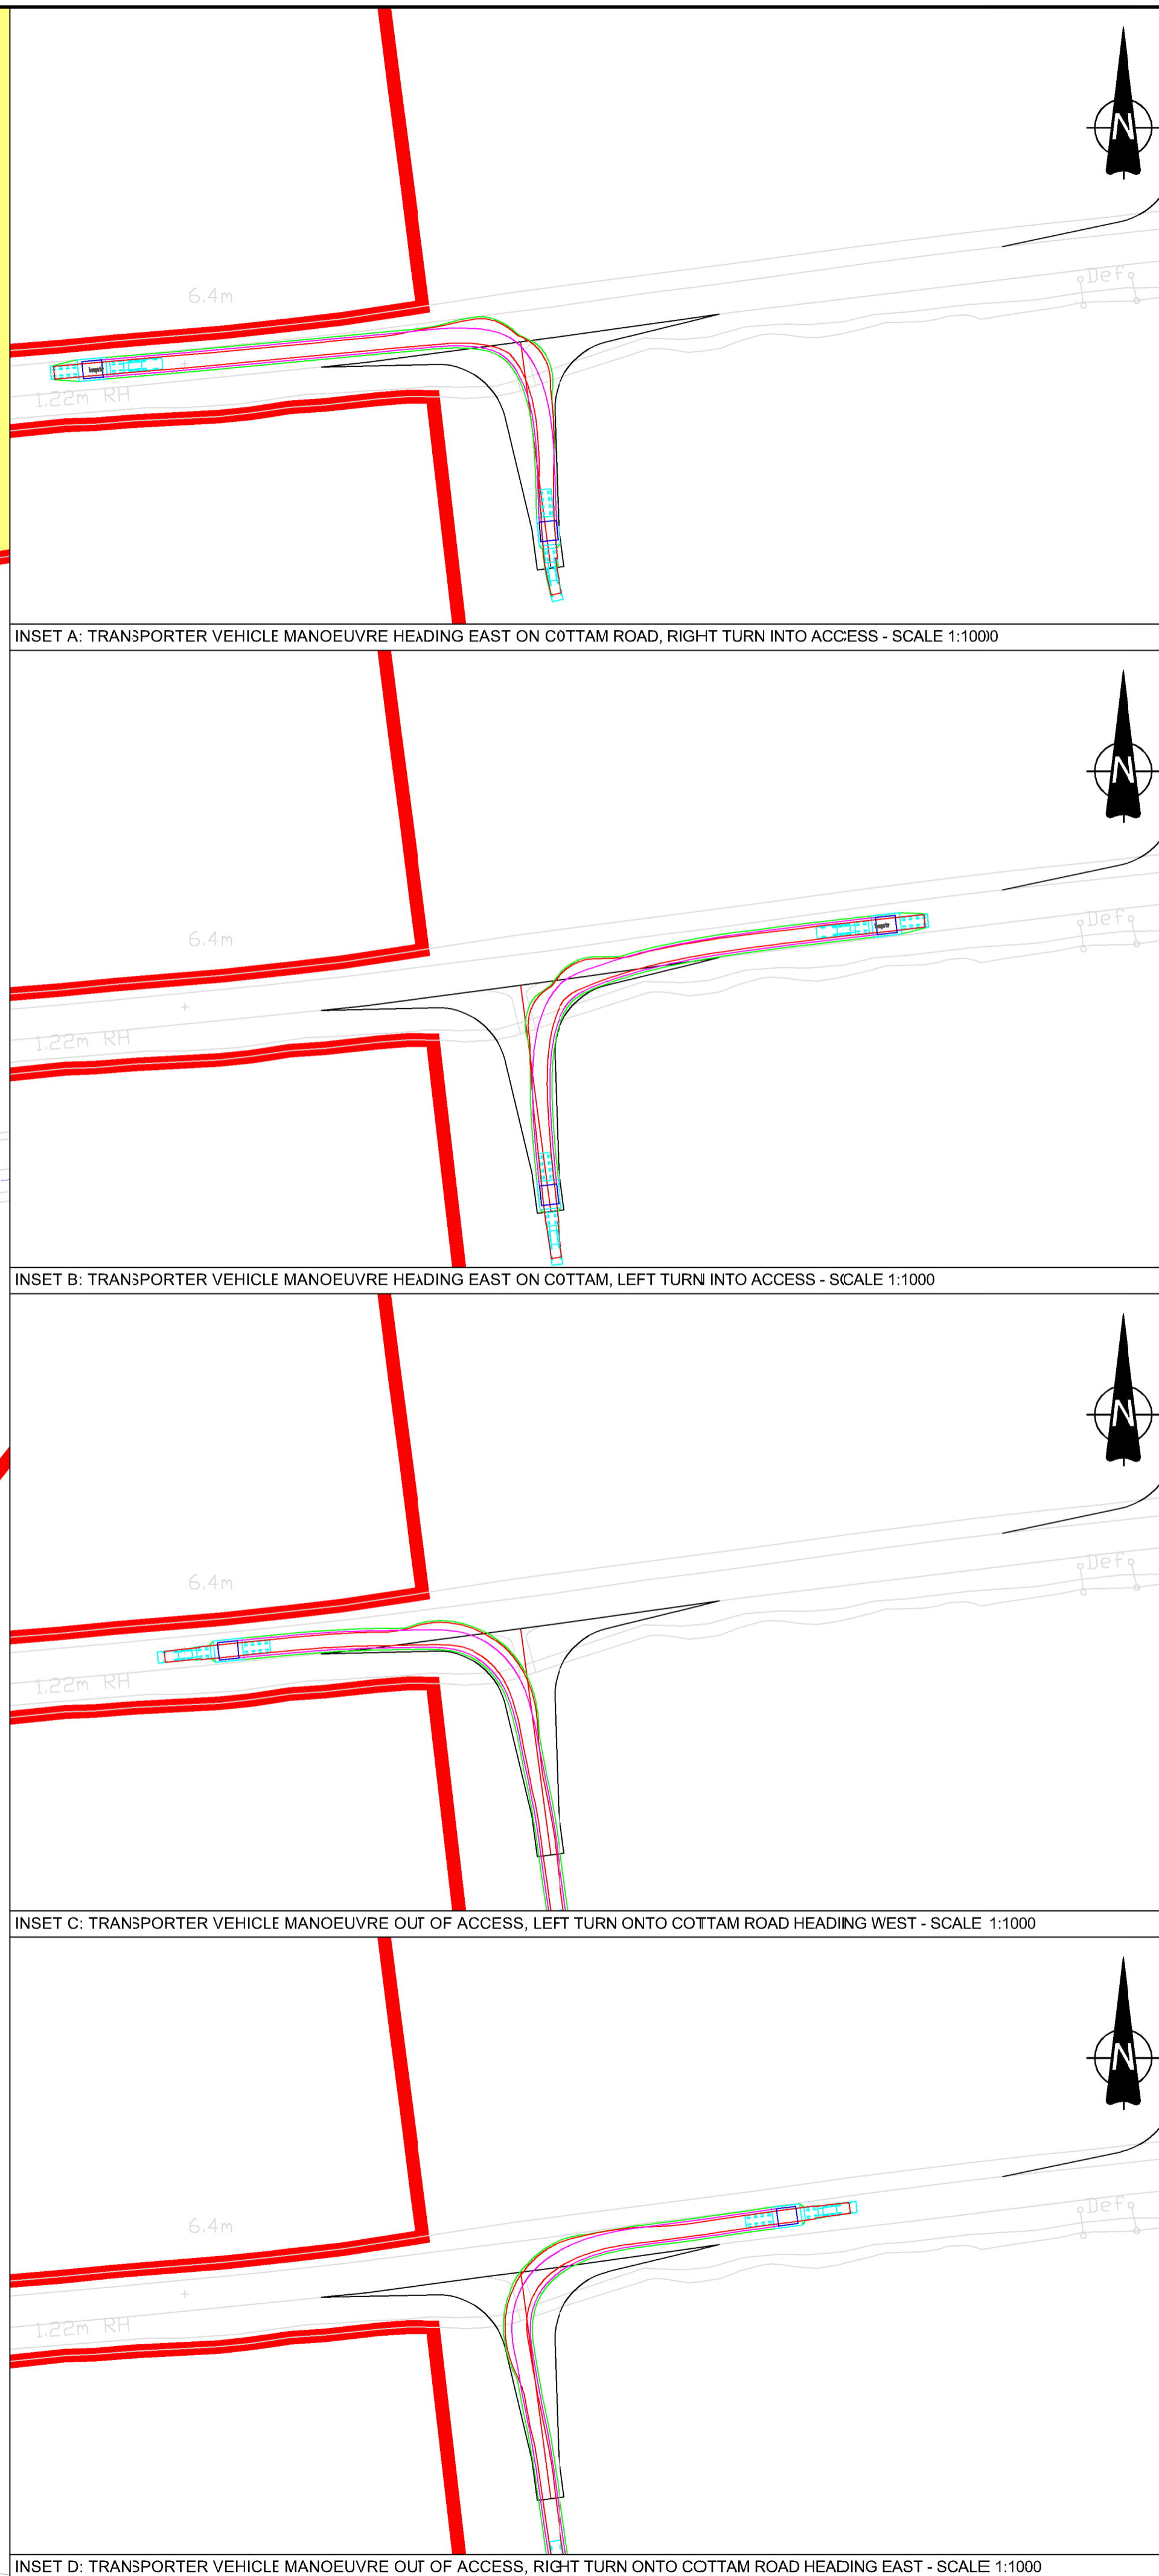 N
6.4m
Def
1.22m RH
INSET A: TRANSPORTER VEHICLE MANOEUVRE HEADING EAST ON COTTAM ROAD, RIGHT TURN INTO ACCESS - SCALE 1:1000
N
6.4m
Def
1.22m RH
INSET B: TRANSPORTER VEHICLE MANOEUVRE HEADING EAST ON COTTAM, LEFT TURN INTO ACCESS - SCALE 1:1000
N
6.4m
Def
1.22m RH
INSET C: TRANSPORTER VEHICLE MANOEUVRE OUT OF ACCESS, LEFT TURN ONTO COTTAM ROAD HEADING WEST - SCALE 1:1000
N
6.4m
Def
1.22m RH
INSET D: TRANSPORTER VEHICLE MANOEUVRE OUT OF ACCESS, RIGHT TURN ONTO COTTAM ROAD HEADING EAST - SCALE 1:1000